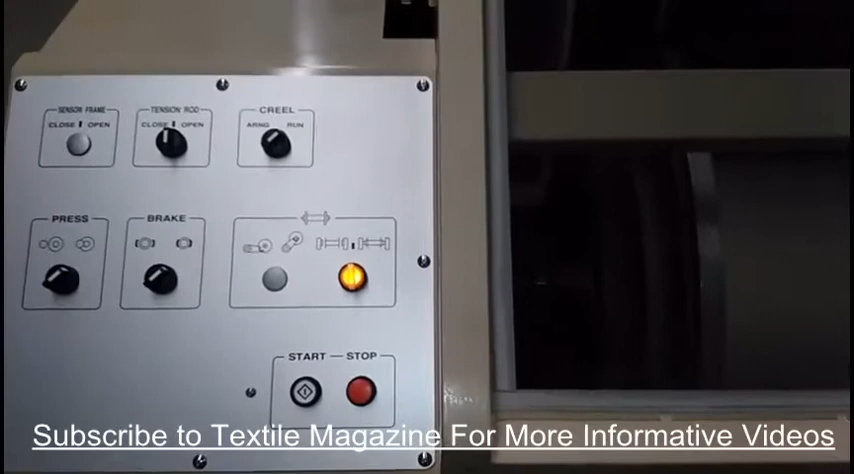 SENSOR FRAME
CLOSE OPEN
TENSION ROD
CLOSE OPEN
CREEL
ARNG RUN
PRESS
BRAKE
START STOP
Subscribe to Textile Magazine For More Informative Videos